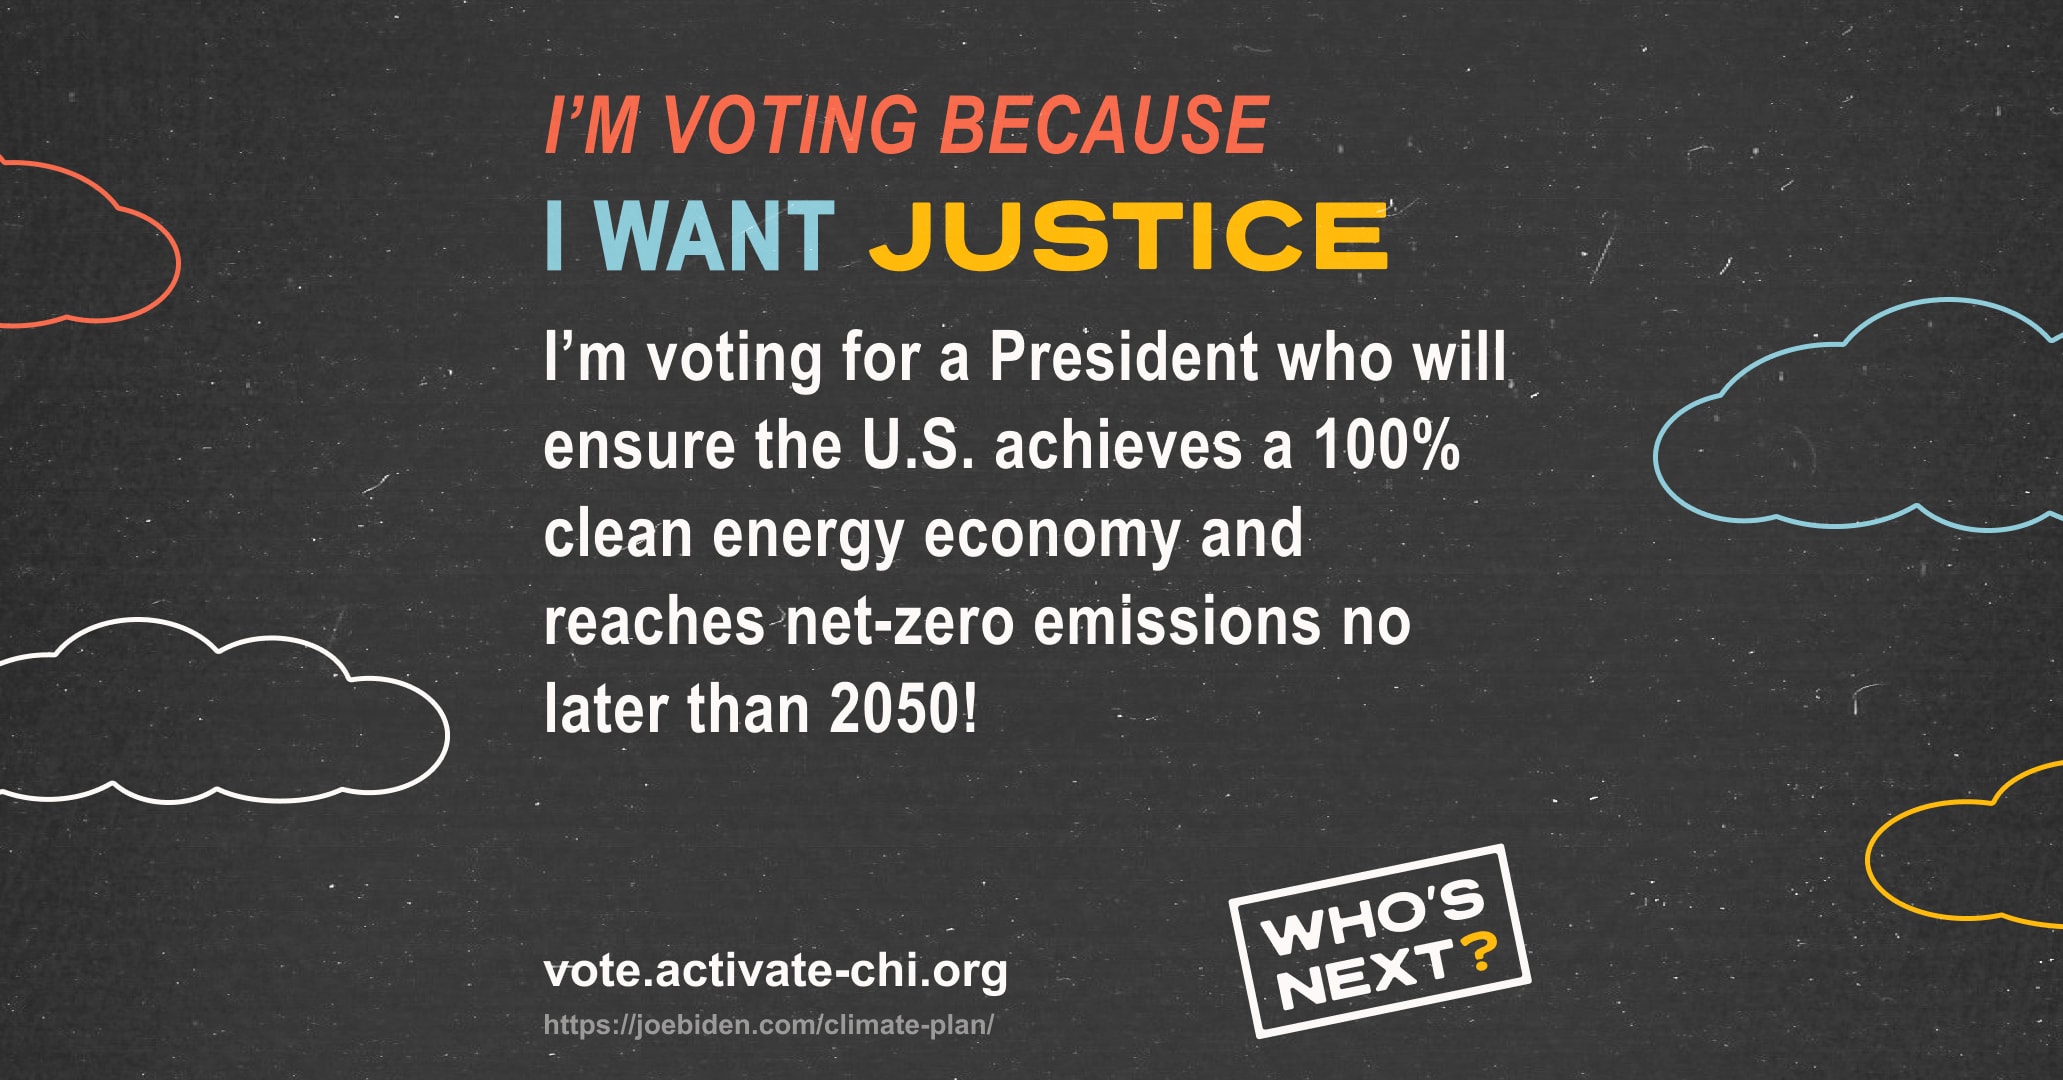 I’M VOTING BECAUSE
I WANT JUSTICE
I’m voting for a President who will
ensure the U.S. achieves a 100%
clean energy economy and
reaches net-zero emissions no
later than 2050!
WHO’S
NEXT?
vote.activate-chi.org
https://joebiden.com/climate-plan/